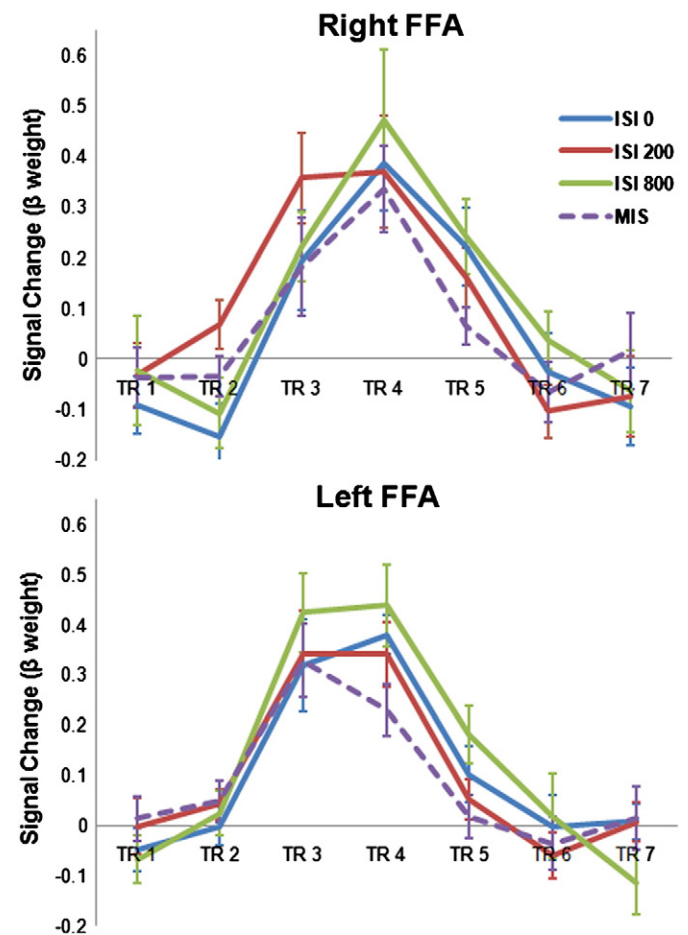 Right FFA
Signal Change (β weight)
0.6
0.5
0.4
0.3
0.2
0.1
0
-0.1
-0.2
TR 1
TR 2
TR 3
TR 4
TR 5
TR 6
TR 7
ISI 0
ISI 200
ISI 800
MIS
Left FFA
Signal Change (β weight)
0.6
0.5
0.4
0.3
0.2
0.1
0
-0.1
-0.2
TR 1
TR 2
TR 3
TR 4
TR 5
TR 6
TR 7